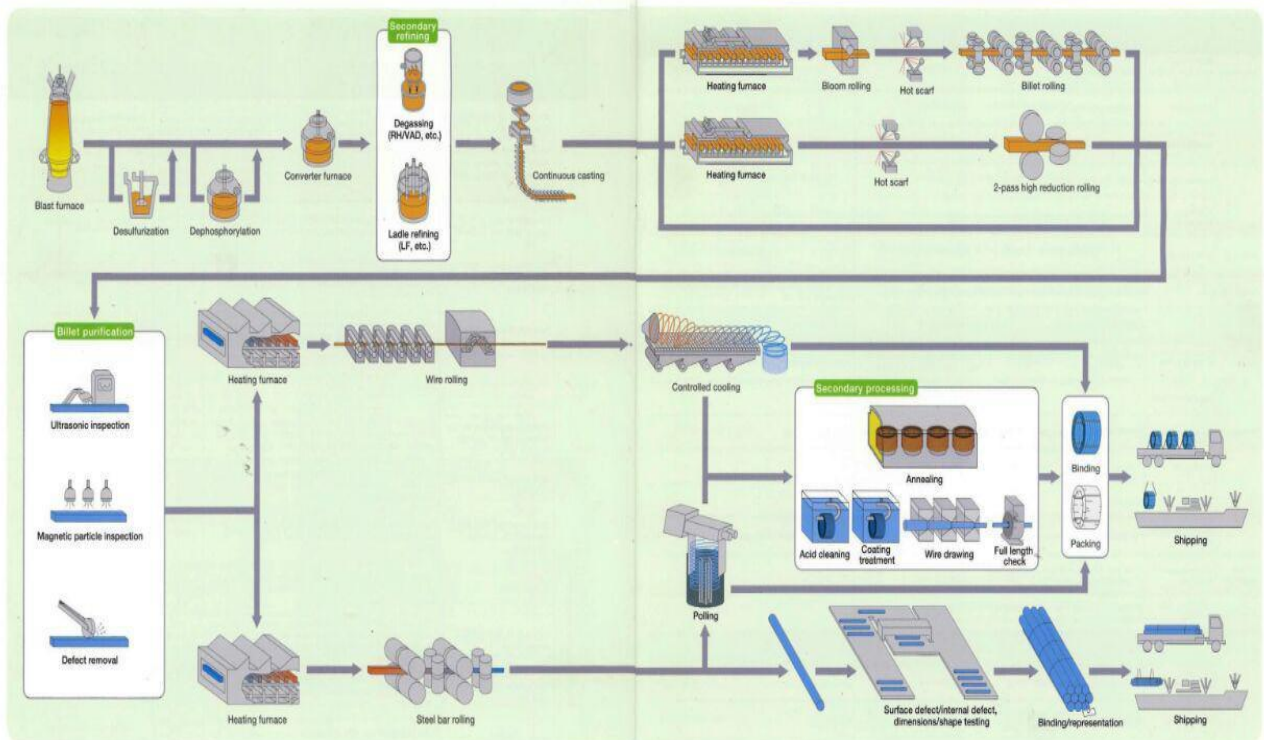 Secondary
refining
Degassing
(RH/VAD, etc.)
Ladle refining
(LF, etc.)
Blast furnace
Desulfurization
Dephosphorylation
Converter furnace
Continuous casting
Heating furnace
Bloom rolling
Hot scarf
Billet rolling
Heating furnace
Hot scarf
2-pass high reduction rolling
Billet purification
Ultrasonic inspection
Magnetic particle inspection
Defect removal
Heating furnace
Wire rolling
Controlled cooling
Secondary processing
Annealing
Acid cleaning
Coating
treatment
Wire drawing
Full length
check
Binding
Packing
Shipping
Polling
Heating furnace
Steel bar rolling
Surface defect/internal defect,
dimensions/shape testing
Binding/representation
Shipping